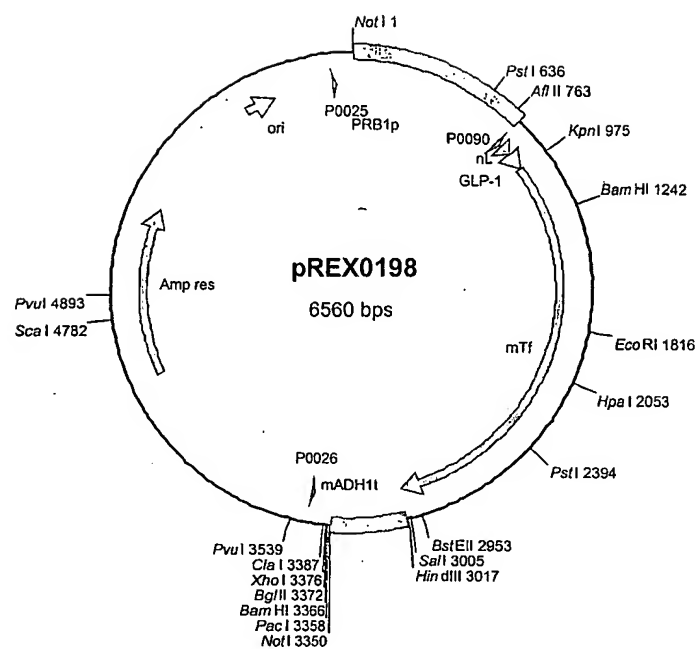 NotI 1
PstI 636
AflII 763
KpnI 975
BamHI 1242
EcoRI 1816
HpaI 2053
PstI 2394
BstEII 2953
SalI 3005
HindIII 3017
P0025
PRB1p
ori
P0090
nL
GLP-1
pREX0198
6560 bps
Amp res
mTf
PvuI 4893
ScaI 4782
P0026
mADH1t
PvuI 3539
ClaI 3387
XhoI 3376
BglII 3372
BamHI 3366
PacI 3358
NotI 3350